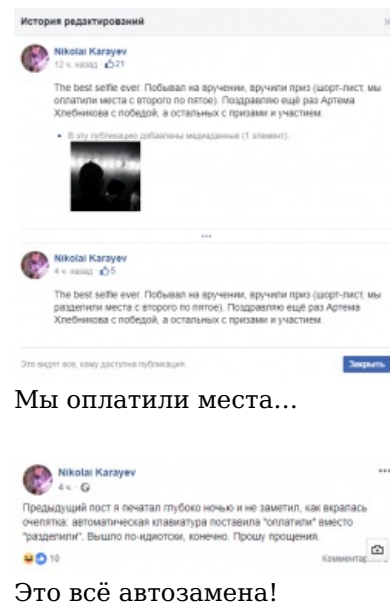 История редактирований
Nikolai Karayev
12 ч. назад · 21
The best selfie ever. Побывал на вручении, вручили приз (шорт-лист, мы
оплатили места с второго по пятое). Поздравляю ещё раз Артема
Хлебникова с победой, а остальных с призами и участием.
• В эту публикацию добавлены медиаданные (1 элемент).
...
Nikolai Karayev
4 ч. назад · 5
The best selfie ever. Побывал на вручении, вручили приз (шорт-лист, мы
разделили места с второго по пятое). Поздравляю ещё раз Артема
Хлебникова с победой, а остальных с призами и участием.
Это видят все, кому доступна публикация.
Закрыть
Мы оплатили места...
Nikolai Karayev
4 ч. ·
Предыдущий пост я печатал глубоко ночью и не заметил, как вкралась
очепятка: автоматическая клавиатура поставила "оплатили" вместо
"разделили". Вышло по-идиотски, конечно. Прошу прощения.
10
Это всё автозамена!